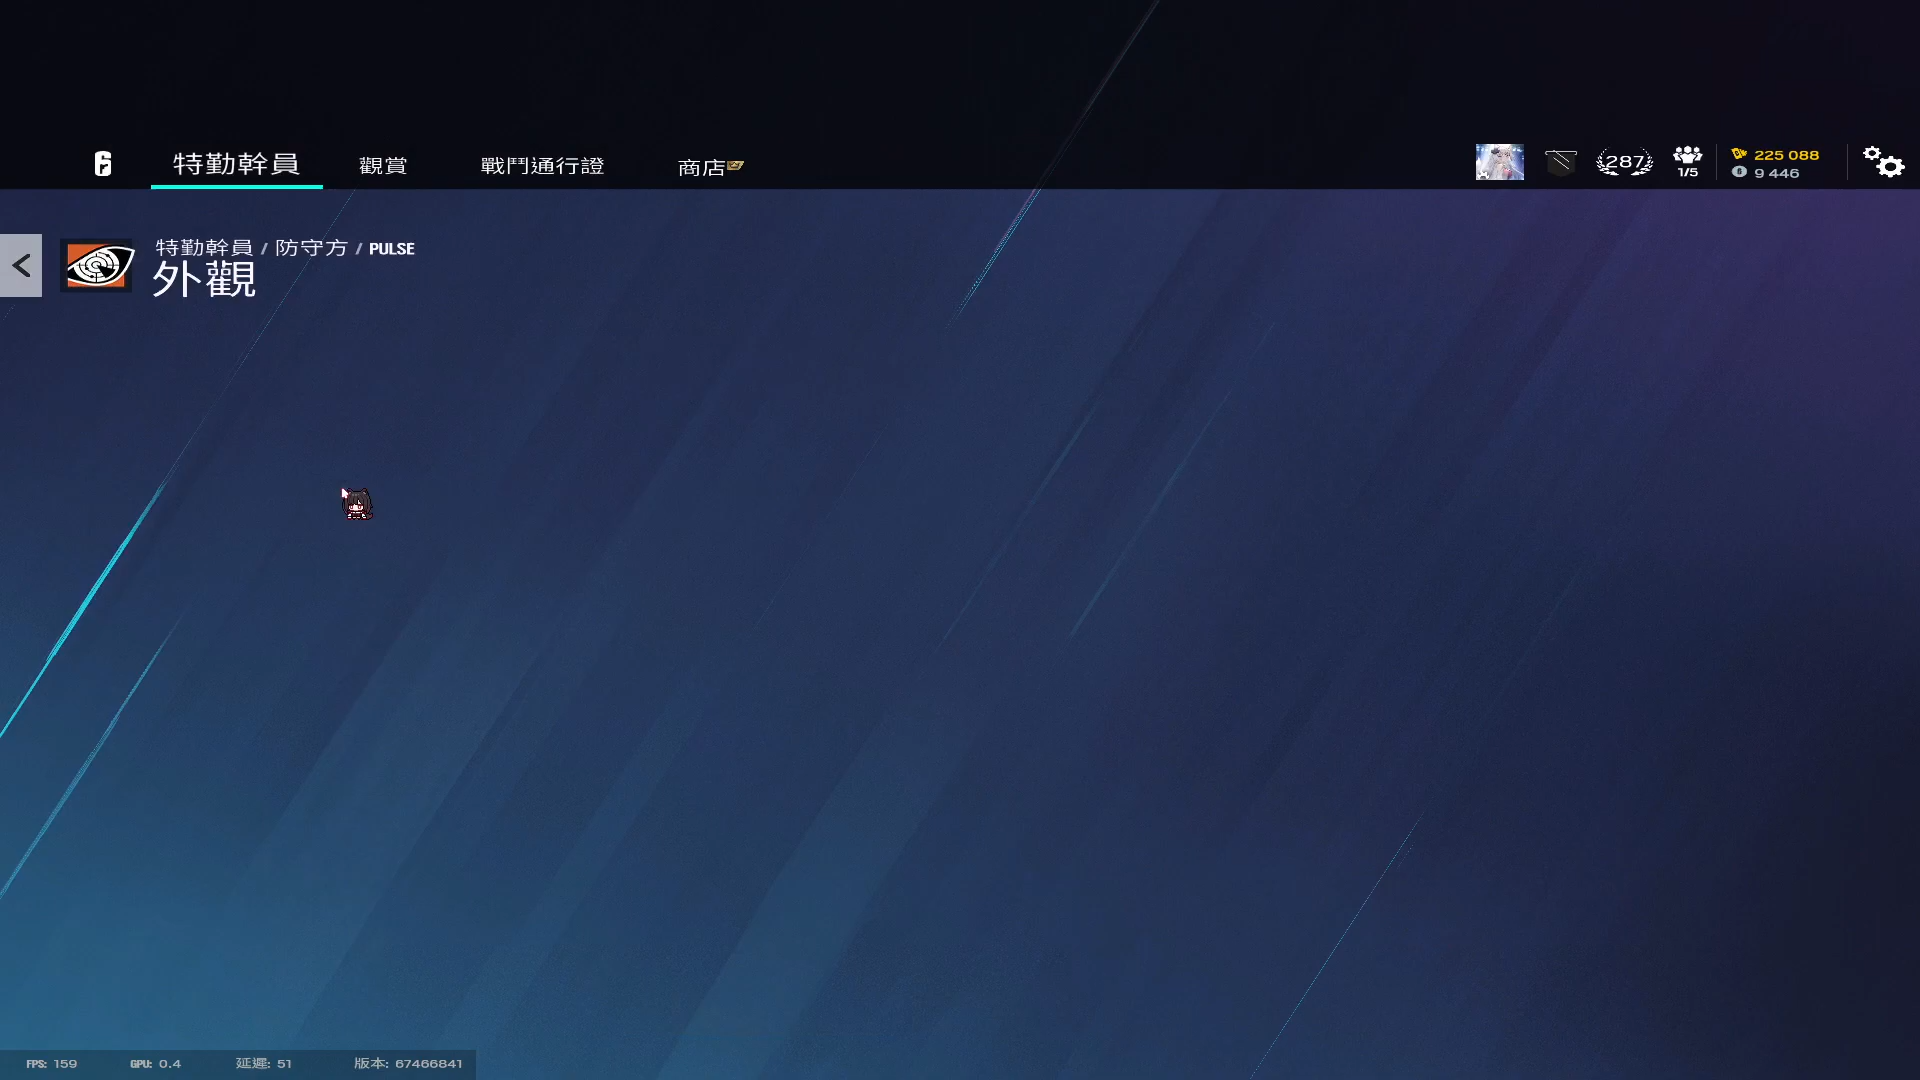 特勤幹員 觀賞 戰鬥通行證 商店 287 1/5 225 088
9 446
特勤幹員 / 防守方 / PULSE
外觀
FPS: 159 GPU: 0.4 延遲: 51 版本: 67466841